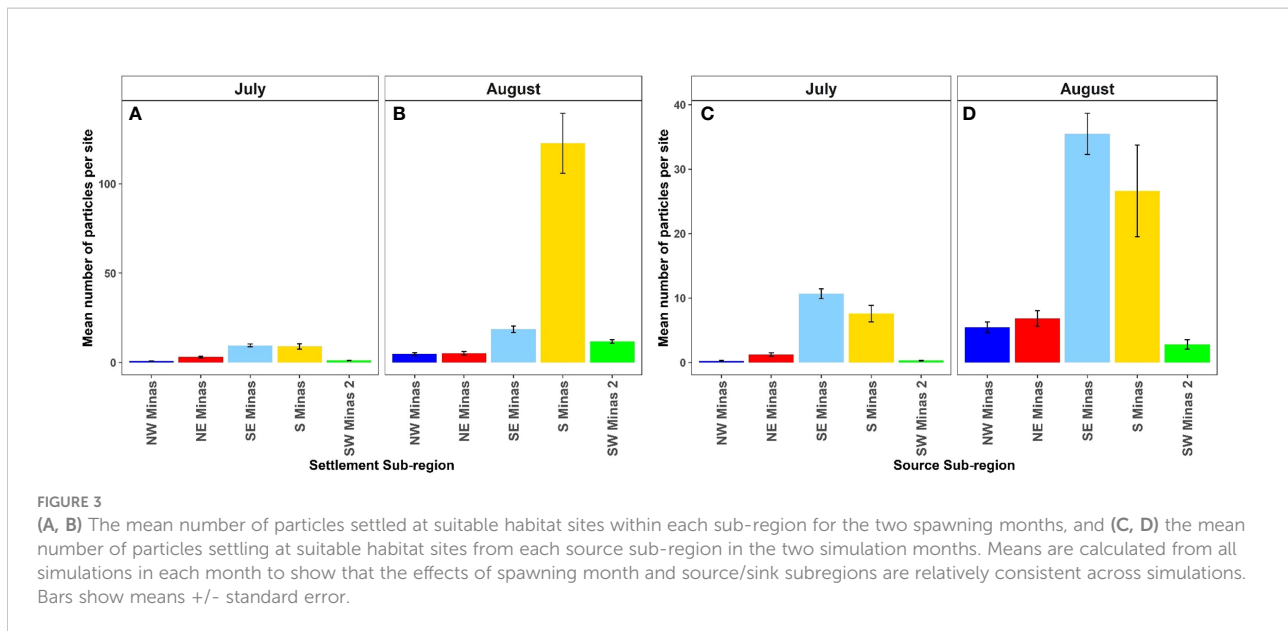 July
August
July
August
A
B
C
D
Mean number of particles per site
100
50
0
Mean number of particles per site
40
30
20
10
0
NW Minas
NE Minas
SE Minas
S Minas
SW Minas 2
NW Minas
NE Minas
SE Minas
S Minas
SW Minas 2
NW Minas
NE Minas
SE Minas
S Minas
SW Minas 2
NW Minas
NE Minas
SE Minas
S Minas
SW Minas 2
Settlement Sub-region
Source Sub-region
FIGURE 3
(A, B) The mean number of particles settled at suitable habitat sites within each sub-region for the two spawning months, and (C, D) the mean
number of particles settling at suitable habitat sites from each source sub-region in the two simulation months. Means are calculated from all
simulations in each month to show that the effects of spawning month and source/sink subregions are relatively consistent across simulations.
Bars show means +/- standard error.